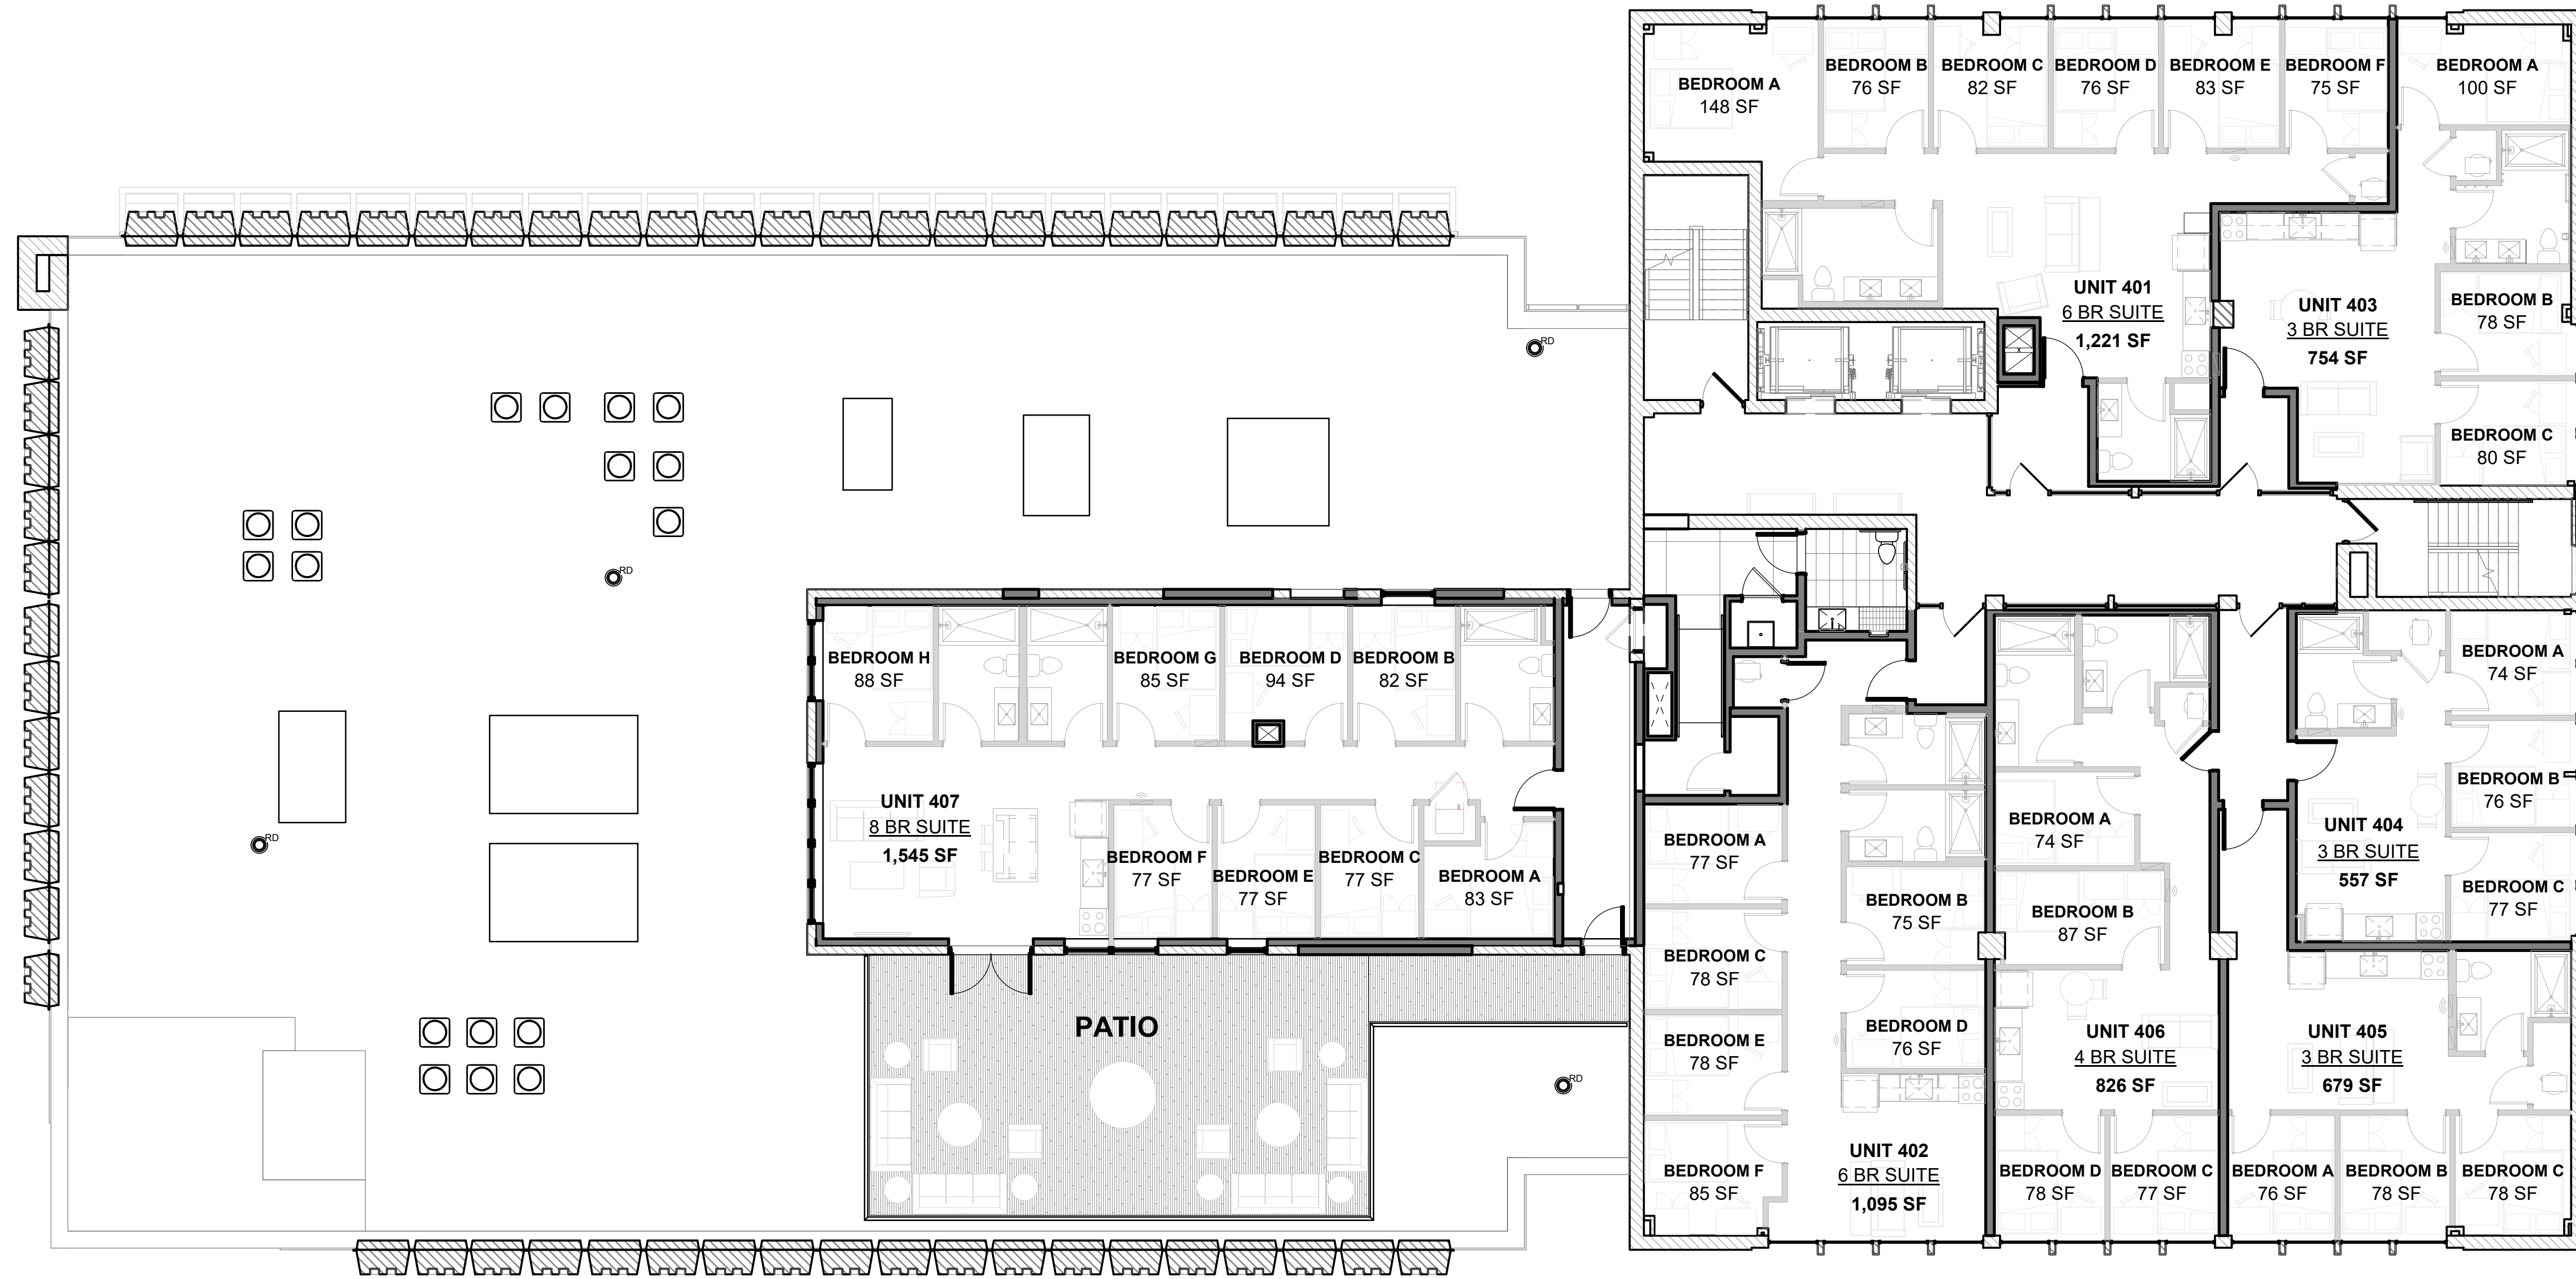 BEDROOM A
148 SF
BEDROOM B
76 SF
BEDROOM C
82 SF
BEDROOM D
76 SF
BEDROOM E
83 SF
BEDROOM F
75 SF
BEDROOM A
100 SF
UNIT 401
6 BR SUITE
1,221 SF
UNIT 403
3 BR SUITE
754 SF
BEDROOM B
78 SF
BEDROOM C
80 SF
RD
RD
RD
RD
BEDROOM H
88 SF
BEDROOM G
85 SF
BEDROOM D
94 SF
BEDROOM B
82 SF
UNIT 407
8 BR SUITE
1,545 SF
BEDROOM F
77 SF
BEDROOM E
77 SF
BEDROOM C
77 SF
BEDROOM A
83 SF
PATIO
BEDROOM A
77 SF
BEDROOM C
78 SF
BEDROOM E
78 SF
BEDROOM F
85 SF
BEDROOM B
75 SF
BEDROOM D
76 SF
UNIT 402
6 BR SUITE
1,095 SF
BEDROOM A
74 SF
BEDROOM B
87 SF
UNIT 406
4 BR SUITE
826 SF
BEDROOM D
78 SF
BEDROOM C
77 SF
BEDROOM A
74 SF
BEDROOM B
76 SF
UNIT 404
3 BR SUITE
557 SF
BEDROOM C
77 SF
UNIT 405
3 BR SUITE
679 SF
BEDROOM A
76 SF
BEDROOM B
78 SF
BEDROOM C
78 SF